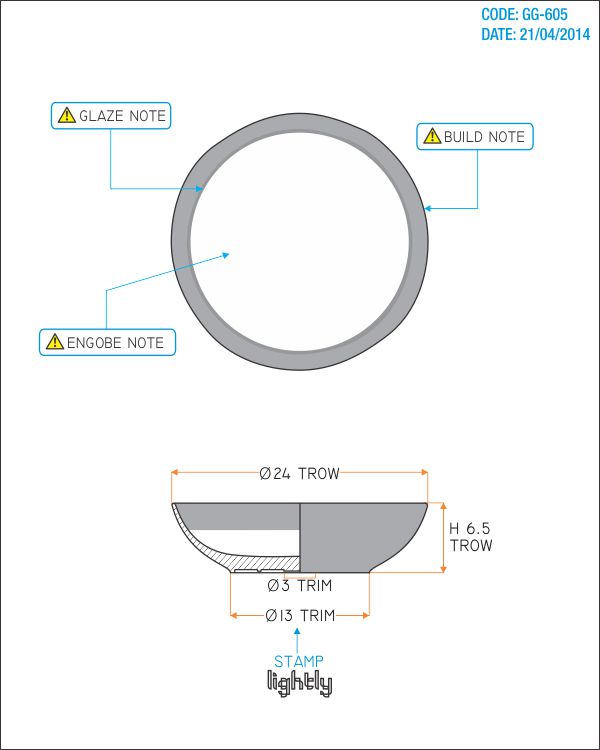 CODE: GG-605
DATE: 21/04/2014
GLAZE NOTE
BUILD NOTE
ENGOBE NOTE
Ø24 TROW
H 6.5
TROW
Ø3 TRIM
Ø13 TRIM
STAMP
lightly